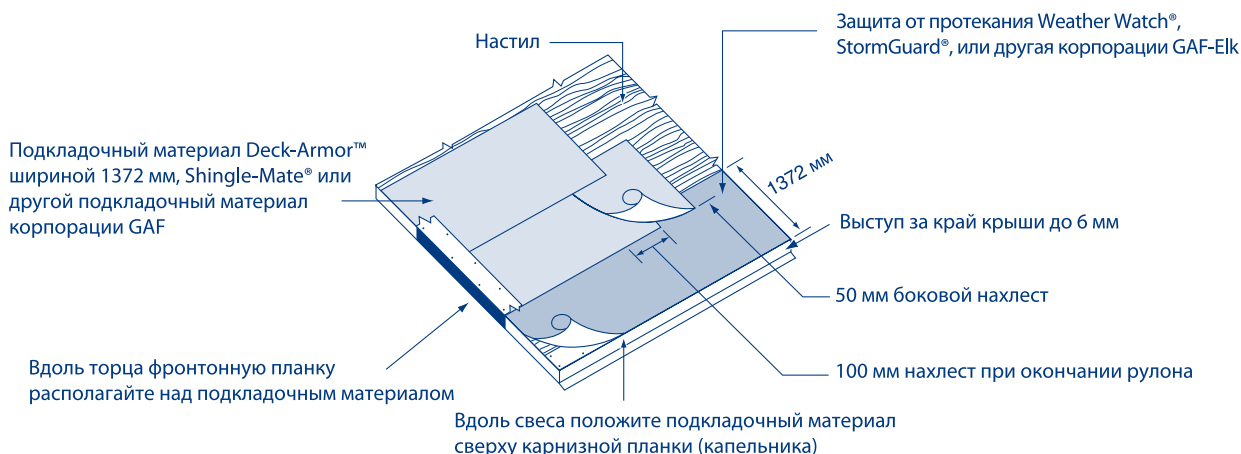 Защита от протекания Weather Watch®,
StormGuard®, или другая корпорации GAF-Elk
Настил
Подкладочный материал Deck-Armor™
шириной 1372 мм, Shingle-Mate® или
другой подкладочный материал
корпорации GAF
1372 мм
Выступ за край крыши до 6 мм
50 мм боковой нахлест
Вдоль торца фронтонную планку
располагайте над подкладочным материалом
100 мм нахлест при окончании рулона
Вдоль свеса положите подкладочный материал
сверху карнизной планки (капельника)